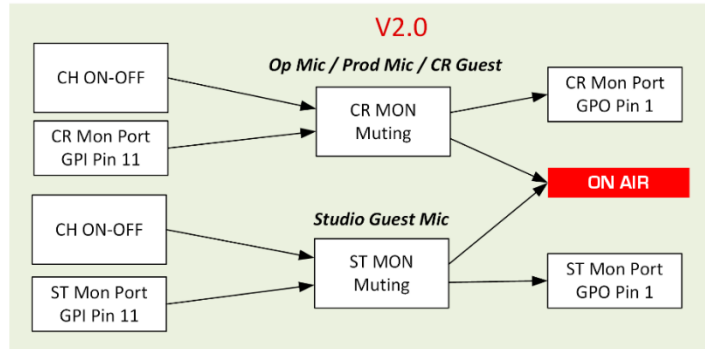 V2.0
Op Mic / Prod Mic / CR Guest
CH ON-OFF
CR Mon Port
GPI Pin 11
CR MON
Muting
CR Mon Port
GPO Pin 1
ON AIR
Studio Guest Mic
CH ON-OFF
ST Mon Port
GPI Pin 11
ST MON
Muting
ST Mon Port
GPO Pin 1